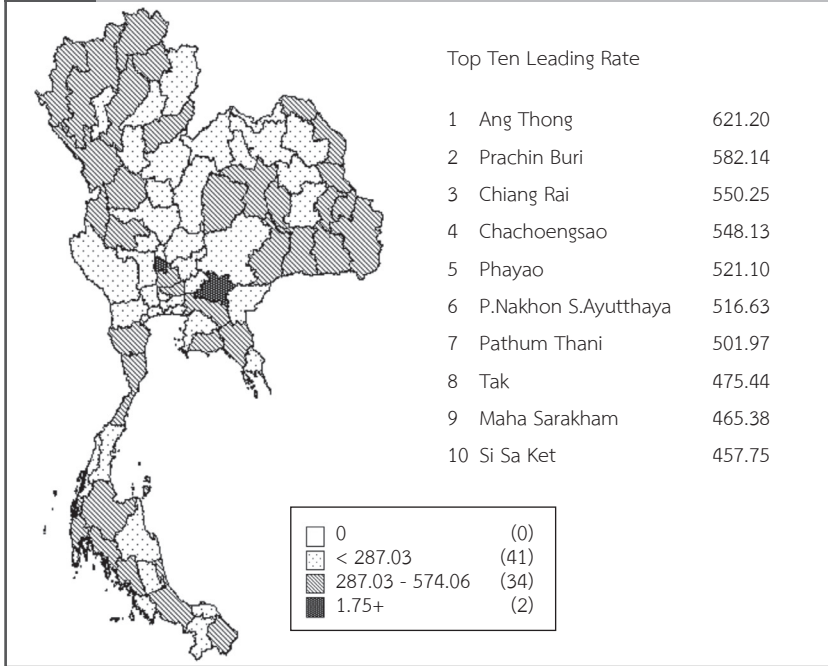 Top Ten Leading Rate
1 Ang Thong 621.20
2 Prachin Buri 582.14
3 Chiang Rai 550.25
4 Chachoengsao 548.13
5 Phayao 521.10
6 P.Nakhon S.Ayutthaya 516.63
7 Pathum Thani 501.97
8 Tak 475.44
9 Maha Sarakham 465.38
10 Si Sa Ket 457.75
0 (0)
< 287.03 (41)
287.03 - 574.06 (34)
1.75+ (2)